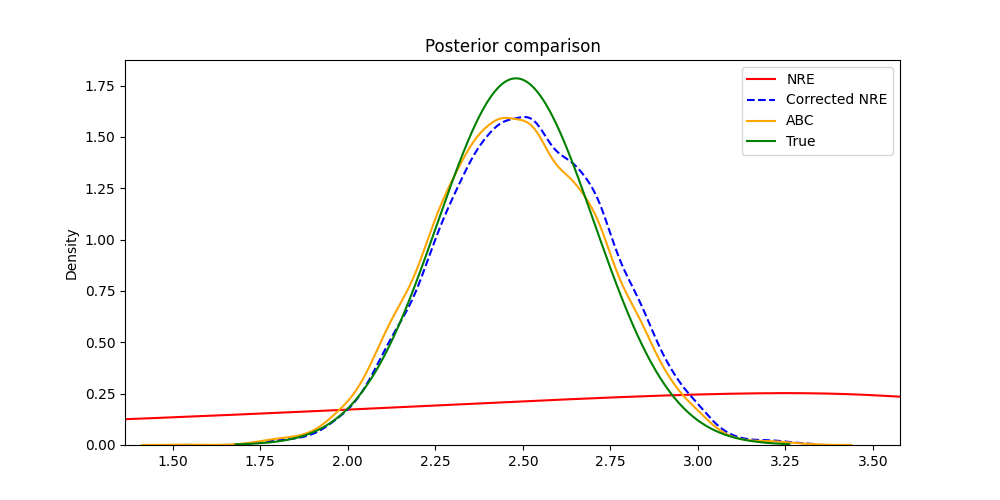 Posterior comparison
NRE
Corrected NRE
ABC
True
Density
1.75
1.50
1.25
1.00
0.75
0.50
0.25
0.00
1.50 1.75 2.00 2.25 2.50 2.75 3.00 3.25 3.50